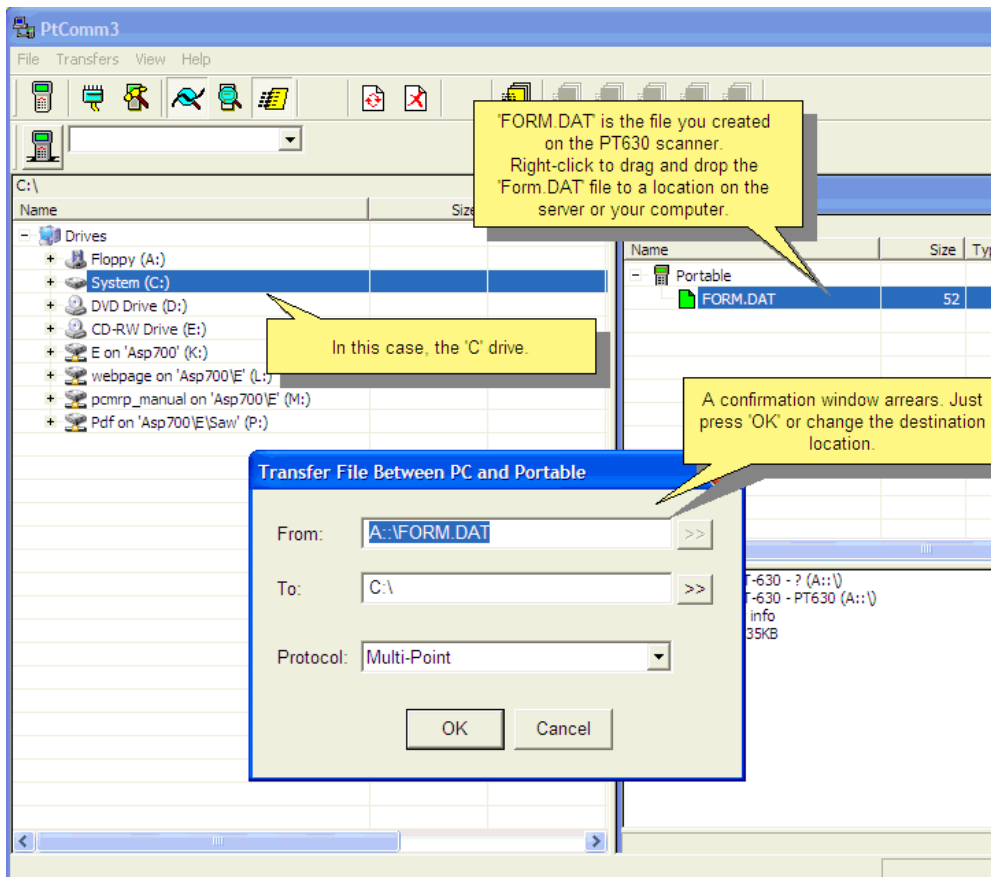 PtComm3
File Transfers View Help
'FORM.DAT' is the file you created
on the PT630 scanner.
Right-click to drag and drop the
'Form.DAT' file to a location on the
server or your computer.
C:\
Name
Drives
Floppy (A:)
System (C:)
DVD Drive (D:)
CD-RW Drive (E:)
E on 'Asp700' (K:)
webpage on 'Asp700\E' (L:)
pcmrp_manual on 'Asp700\E' (M:)
Pdf on 'Asp700\E\Saw' (P:)
In this case, the 'C' drive.
Name Size
Portable
FORM.DAT 52
A confirmation window arrears. Just
press 'OK' or change the destination
location.
Transfer File Between PC and Portable
From: A::\FORM.DAT >>
To: C:\ >>
Protocol: Multi-Point
OK Cancel
T-630 - ? (A::\)
T-630 - PT630 (A::\)
info
35KB